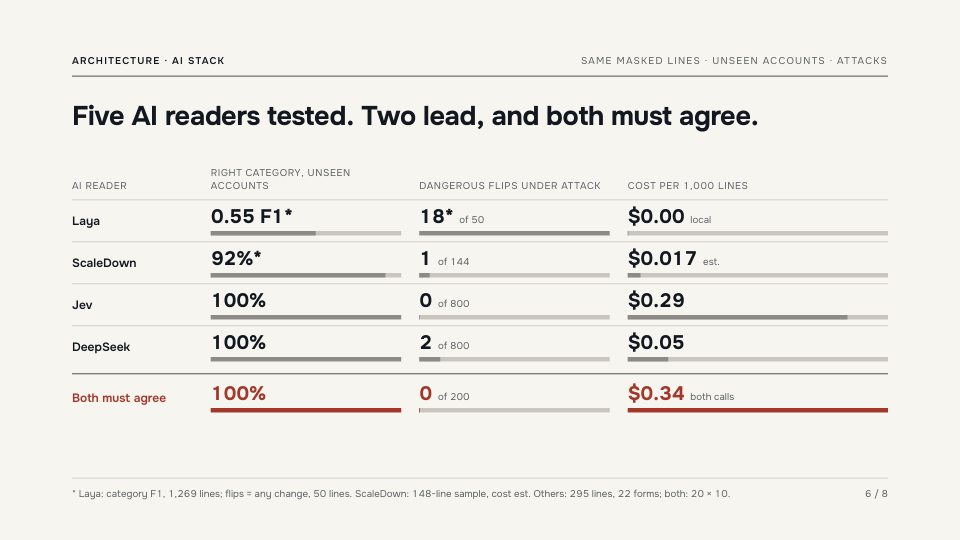 ARCHITECTURE · AI STACK
SAME MASKED LINES · UNSEEN ACCOUNTS · ATTACKS
Five AI readers tested. Two lead, and both must agree.
AI READER
RIGHT CATEGORY, UNSEEN
ACCOUNTS
DANGEROUS FLIPS UNDER ATTACK
COST PER 1,000 LINES
Laya
0.55 F1*
18* of 50
$0.00 local
ScaleDown
92%*
1 of 144
$0.017 est.
Jev
100%
0 of 800
$0.29
DeepSeek
100%
2 of 800
$0.05
Both must agree
100%
0 of 200
$0.34 both calls
* Laya: category F1, 1,269 lines; flips = any change, 50 lines. ScaleDown: 148-line sample, cost est. Others: 295 lines, 22 forms; both: 20 × 10.
6 / 8